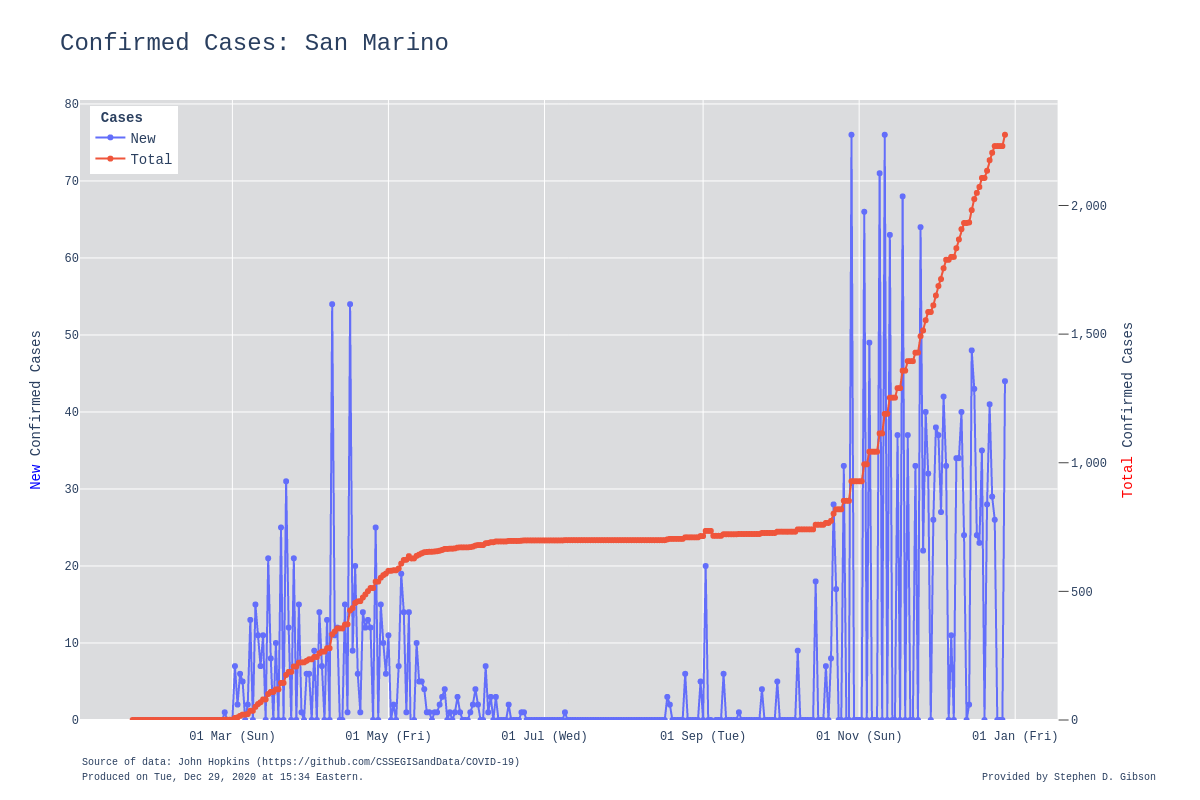 Confirmed Cases: San Marino
Cases
New
Total
80
70
60
50
40
30
20
10
0
New Confirmed Cases
2,000
1,500
1,000
500
0
Total Confirmed Cases
01 Mar (Sun) 01 May (Fri) 01 Jul (Wed) 01 Sep (Tue) 01 Nov (Sun) 01 Jan (Fri)
Source of data: John Hopkins (https://github.com/CSSEGISandData/COVID-19)
Produced on Tue, Dec 29, 2020 at 15:34 Eastern.
Provided by Stephen D. Gibson